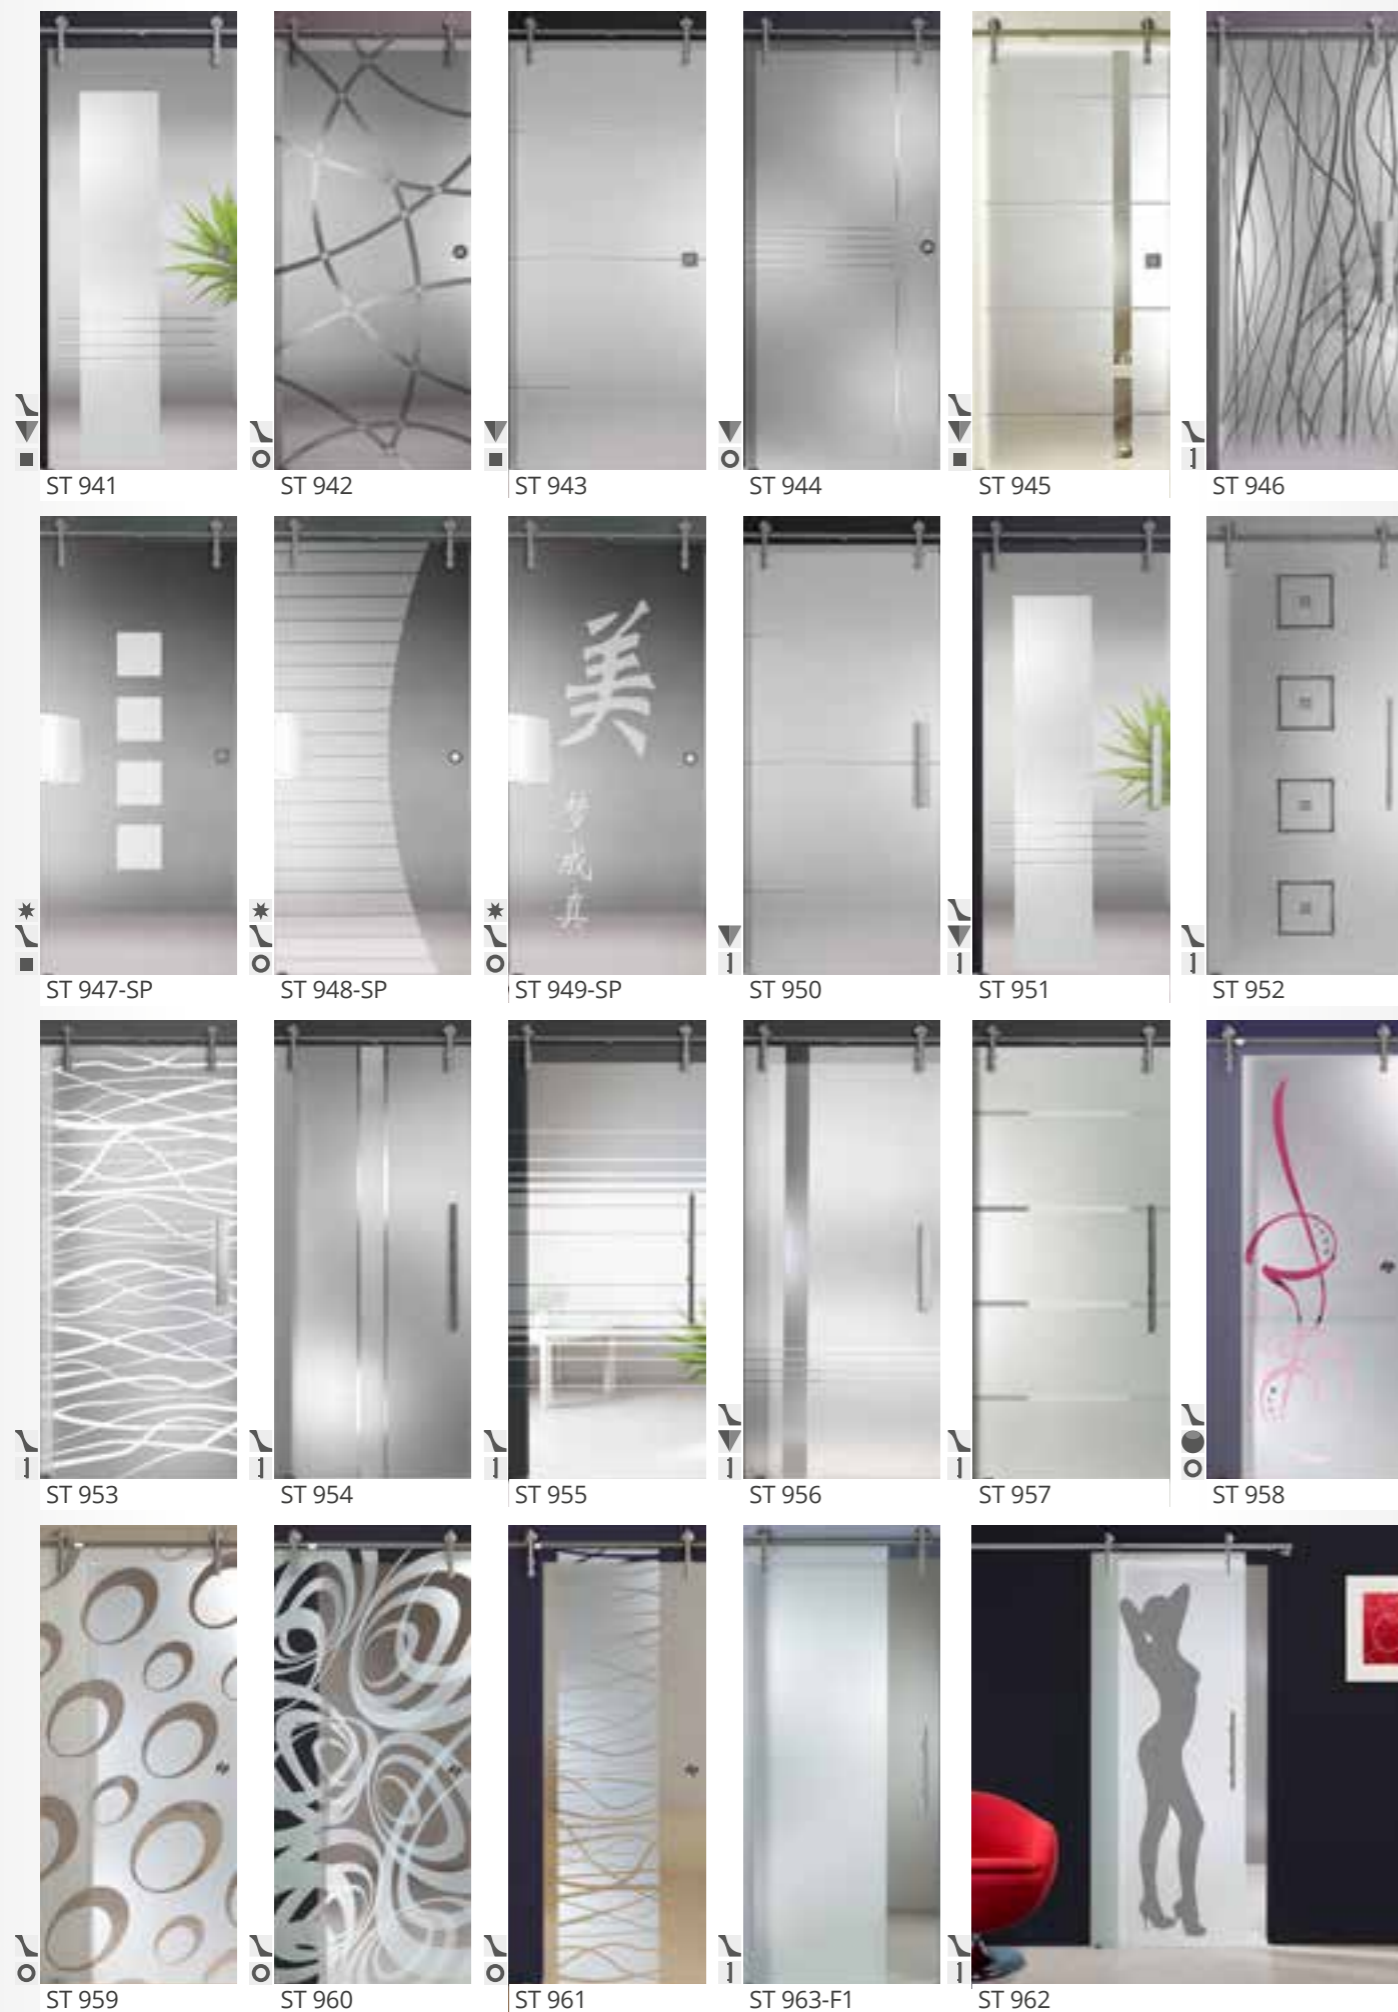 ST 941
ST 942
ST 943
ST 944
ST 945
ST 946
美
成
真
ST 947-SP
ST 948-SP
ST 949-SP
ST 950
ST 951
ST 952
ST 953
ST 954
ST 955
ST 956
ST 957
ST 958
ST 959
ST 960
ST 961
ST 963-F1
ST 962